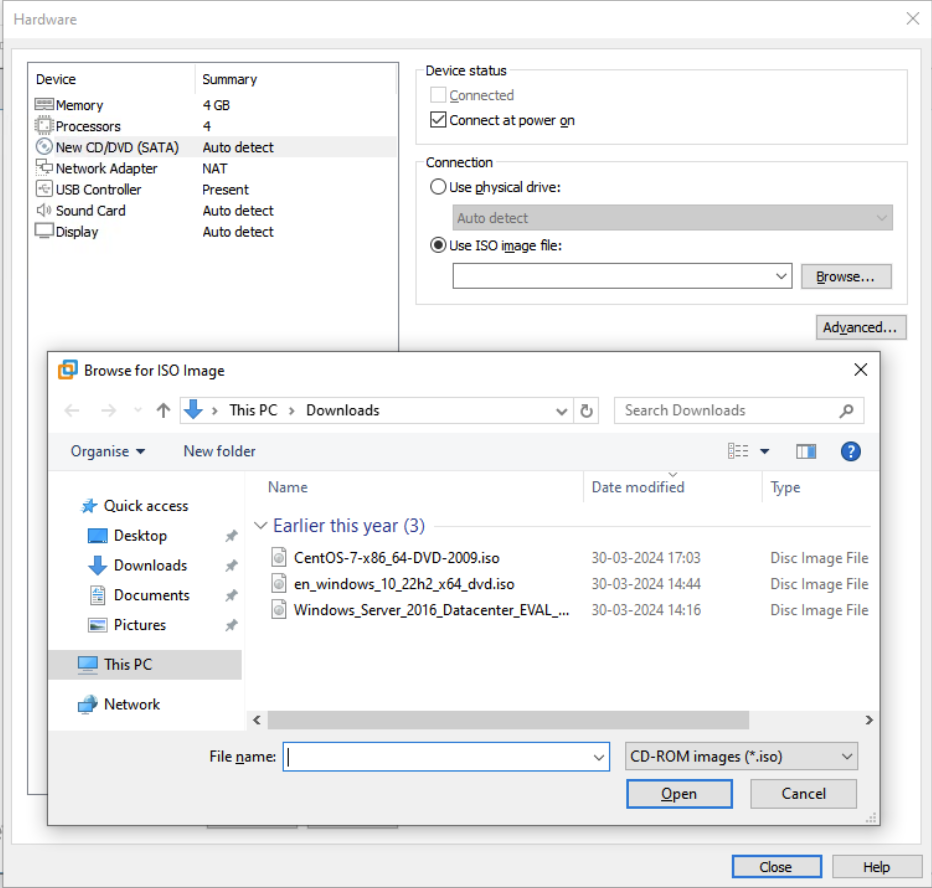 Hardware
Device Summary
Memory 4 GB
Processors 4
New CD/DVD (SATA) Auto detect
Network Adapter NAT
USB Controller Present
Sound Card Auto detect
Display Auto detect
Device status
Connected
Connect at power on
Connection
Use physical drive:
Auto detect
Use ISO image file:
Browse...
Advanced...
Browse for ISO Image
This PC > Downloads
Search Downloads
Organise New folder
Name Date modified Type
Quick access
Desktop
Downloads
Documents
Pictures
This PC
Network
Earlier this year (3)
CentOS-7-x86_64-DVD-2009.iso 30-03-2024 17:03 Disc Image File
en_windows_10_22h2_x64_dvd.iso 30-03-2024 14:44 Disc Image File
Windows_Server_2016_Datacenter_EVAL_... 30-03-2024 14:16 Disc Image File
File name: CD-ROM images (*.iso)
Open Cancel
Close Help